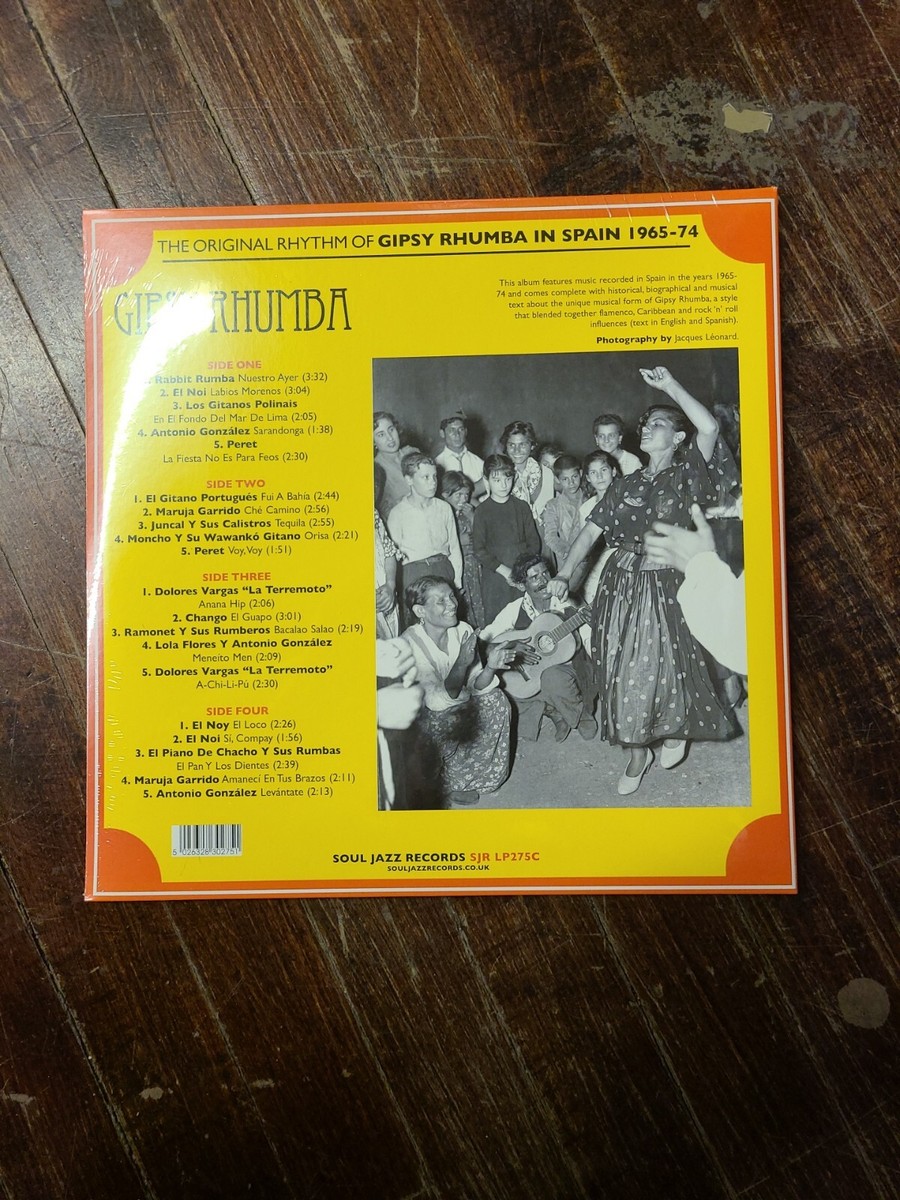 THE ORIGINAL RHYTHM OF GIPSY RHUMBA IN SPAIN 1965-74
GIPSY RHUMBA
This album features music recorded in Spain in the years 1965-
74 and comes complete with historical, biographical and musical
text about the unique musical form of Gipsy Rhumba, a style
that blended together flamenco, Caribbean and rock 'n' roll
influences (text in English and Spanish).
Photography by Jacques Léonard.
SIDE ONE
1. Rabbit Rumba Nuestro Ayer (3:32)
2. El Noi Labios Morenos (3:04)
3. Los Gitanos Polinais
En El Fondo Del Mar De Lima (2:05)
4. Antonio González Sarandonga (1:38)
5. Peret
La Fiesta No Es Para Feos (2:30)
SIDE TWO
1. El Gitano Portugués Fui A Bahía (2:44)
2. Maruja Garrido Ché Camino (2:56)
3. Juncal Y Sus Calistros Tequila (2:55)
4. Moncho Y Su Wawankó Gitano Orisa (2:21)
5. Peret Voy, Voy (1:51)
SIDE THREE
1. Dolores Vargas “La Terremoto”
Anana Hip (2:06)
2. Chango El Guapo (3:01)
3. Ramonet Y Sus Rumberos Bacalao Salao (2:19)
4. Lola Flores Y Antonio González
Meneito Men (2:09)
5. Dolores Vargas “La Terremoto”
A-Chi-Li-Pú (2:30)
SIDE FOUR
1. El Noy El Loco (2:26)
2. El Noi Sí, Compay (1:56)
3. El Piano De Chacho Y Sus Rumbas
El Pan Y Los Dientes (2:39)
4. Maruja Garrido Amanecí En Tus Brazos (2:11)
5. Antonio González Levántate (2:13)
5 026328 302751
SOUL JAZZ RECORDS SJR LP275C
SOULJAZZRECORDS.CO.UK